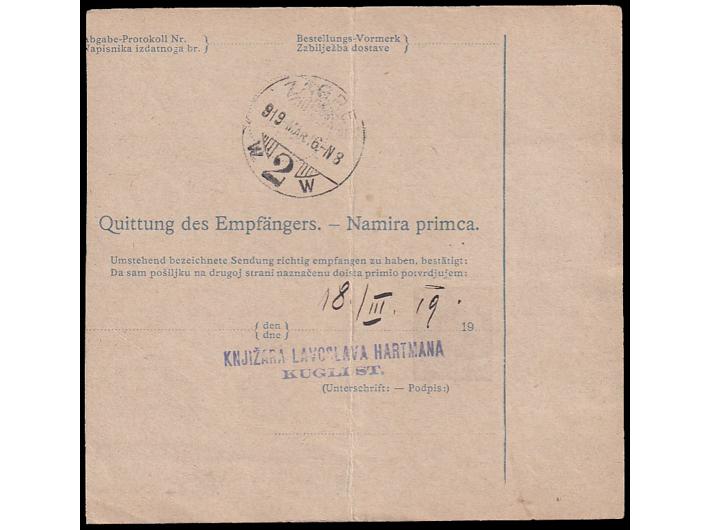 Abgabe-Protokoll Nr. } Bestellungs-Vormerk }
Napisnika izdatnoga br. } Zabilježba dostave }
919 MAR. 16-N 8
W 2 W
Quittung des Empfängers. – Namira primca.
Umstehend bezeichnete Sendung richtig empfangen zu haben, bestätigt:
Da sam pošiljku na drugoj strani naznačenu doista primio potvrdjujem:
18./III. 19.
{ den } 19
{ dne }
KNJIŽARA LAVOSLAVA HARTMANA
KUGLI ST.
(Unterschrift: — Podpis:)